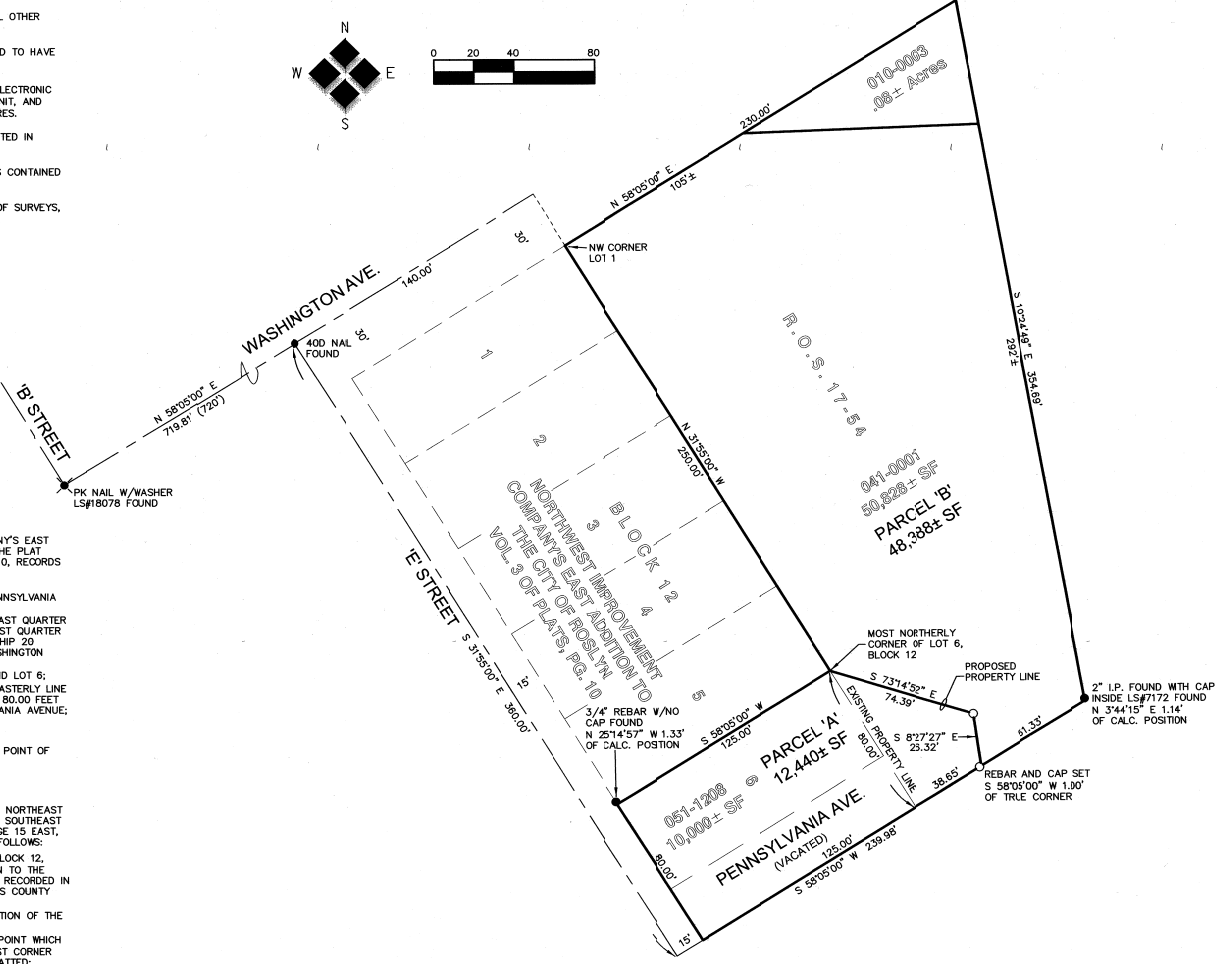 L OTHER
D TO HAVE
LECTRONIC
NIT, AND
RES.
TED IN
S CONTAINED
OF SURVEYS,
N
W E
S
0 20 40 80
010-0003
.08± Acres
230.00'
N 58°05'00" E
105'±
NW CORNER
LOT 1
30'
140.00'
WASHINGTON AVE.
30'
40D NAIL
FOUND
N 58°05'00" E
719.81' (720')
'B' STREET
PK NAIL W/WASHER
LS#18078 FOUND
1
2
3
4
5
6
BLOCK 12
NORTHWEST IMPROVEMENT
COMPANY'S EAST ADDITION TO
THE CITY OF ROSLYN
VOL. 3 OF PLATS, PG. 10
'E' STREET
S 31°55'00" E 360.00'
15'
N 31°55'00" W
250.00'
R.O.S. 17-54
S 10°24'49" E 354.69'
292'±
041-0001
50,828± SF
PARCEL 'B'
48,388± SF
MOST NORTHERLY
CORNER OF LOT 6,
BLOCK 12
PROPOSED
PROPERTY LINE
S 73°14'52" E
74.39'
2" I.P. FOUND WITH CAP
INSIDE LS#7172 FOUND
N 3°44'15" E 1.14'
OF CALC. POSITION
3/4" REBAR W/NO
CAP FOUND
N 25°14'57" W 1.33'
OF CALC. POSITION
S 58°05'00" W
125.00'
EXISTING PROPERTY LINE
80.00'
S 8°27'27" E
REBAR AND CAP SET
S 58°05'00" W 1.00'
OF TRUE CORNER
38.65'
PARCEL 'A'
12,440± SF
051-1208
10,000± SF
PENNSYLVANIA AVE.
(VACATED)
125.00'
S 58°05'00" W 239.98'
80.00'
15'
NY'S EAST
HE PLAT
0, RECORDS
NNSYLVANIA
AST QUARTER
ST QUARTER
HIP 20
SHINGTON
ND LOT 6;
ASTERLY LINE
80.00 FEET
ANIA AVENUE;
POINT OF
NORTHEAST
SOUTHEAST
GE 15 EAST,
FOLLOWS:
LOCK 12,
N TO THE
RECORDED IN
S COUNTY
TION OF THE
POINT WHICH
ST CORNER
ATTED;